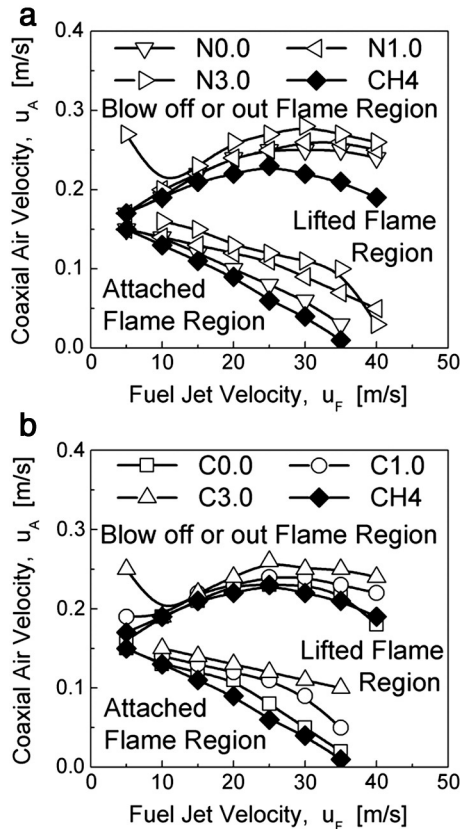 a
N0.0 N1.0
N3.0 CH4
Blow off or out Flame Region
Lifted Flame
Region
Attached
Flame Region
Coaxial Air Velocity, u_A [m/s]
0.4
0.3
0.2
0.1
0.0
0 10 20 30 40 50
Fuel Jet Velocity, u_F [m/s]
b
C0.0 C1.0
C3.0 CH4
Blow off or out Flame Region
Lifted Flame
Region
Attached
Flame Region
Coaxial Air Velocity, u_A [m/s]
0.4
0.3
0.2
0.1
0.0
0 10 20 30 40 50
Fuel Jet Velocity, u_F [m/s]